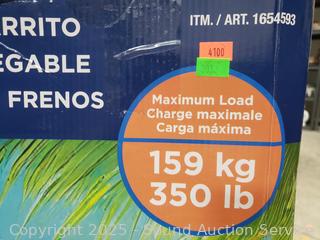 ITM. / ART. 1654593
ARRITO
EGABLE
FRENOS
4100
Maximum Load
Charge maximale
Carga máxima
159 kg
350 lb
Copyright 2025 - Sound Auction Service